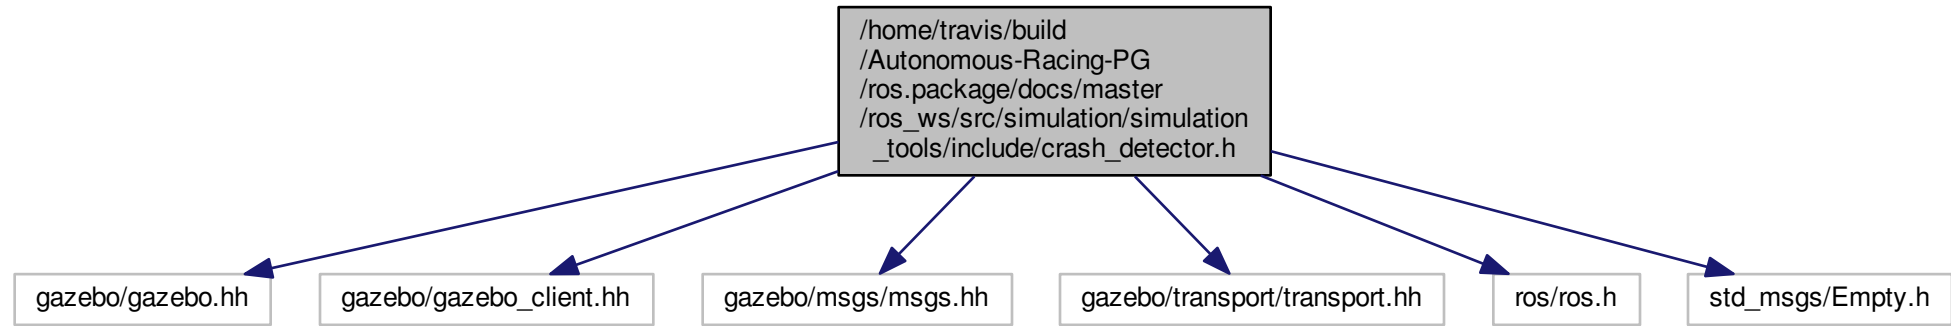 /home/travis/build
/Autonomous-Racing-PG
/ros.package/docs/master
/ros_ws/src/simulation/simulation
_tools/include/crash_detector.h
gazebo/gazebo.hh
gazebo/gazebo_client.hh
gazebo/msgs/msgs.hh
gazebo/transport/transport.hh
ros/ros.h
std_msgs/Empty.h